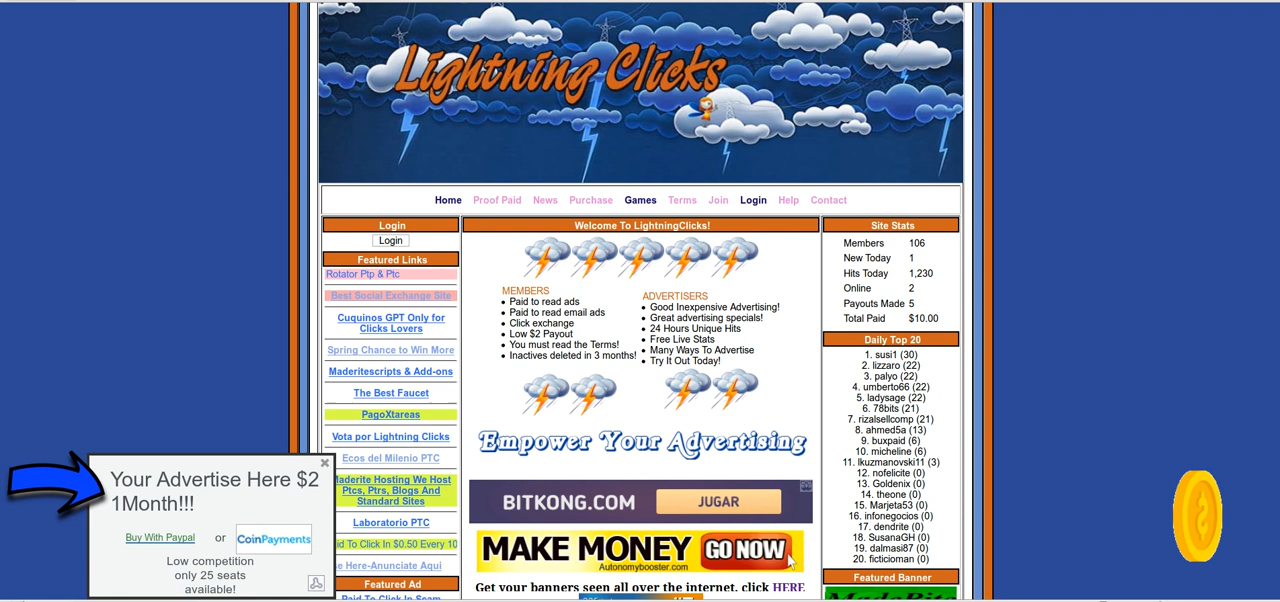 Lightning Clicks
Home Proof Paid News Purchase Games Terms Join Login Help Contact
Login
Login
Featured Links
Rotator Ptp & Ptc
Best Social Exchange Site
Cuquinos GPT Only for
Clicks Lovers
Spring Chance to Win More
Maderitescripts & Add-ons
The Best Faucet
PagoXtareas
Vota por Lightning Clicks
Ecos del Milenio PTC
Maderite Hosting We Host
Ptcs, Ptrs, Blogs And
Standard Sites
Laboratorio PTC
id To Click In $0.50 Every 10
se Here-Anunciate Aqui
Featured Ad
Paid To Click In Scam
Your Advertise Here $2
1Month!!!
Buy With Paypal or CoinPayments
Low competition
only 25 seats
available!
Welcome To LightningClicks!
MEMBERS
Paid to read ads
Paid to read email ads
Click exchange
Low $2 Payout
You must read the Terms!
Inactives deleted in 3 months!
ADVERTISERS
Good Inexpensive Advertising!
Great advertising specials!
24 Hours Unique Hits
Free Live Stats
Many Ways To Advertise
Try It Out Today!
Empower Your Advertising
BITKONG.COM JUGAR
MAKE MONEY GO NOW
Autonomybooster.com
Get your banners seen all over the internet, click HERE
Site Stats
Members 106
New Today 1
Hits Today 1,230
Online 2
Payouts Made 5
Total Paid $10.00
Daily Top 20
1. susi1 (30)
2. lizzaro (22)
3. palyo (22)
4. umberto66 (22)
5. ladysage (22)
6. 78bits (21)
7. rizalsellcomp (21)
8. ahmed5a (13)
9. buxpaid (6)
10. micheline (6)
11. lkuzmanovski11 (3)
12. nofelicite (0)
13. Goldenix (0)
14. theone (0)
15. Marjeta53 (0)
16. infonegocios (0)
17. dendrite (0)
18. SusanaGH (0)
19. dalmasi87 (0)
20. ficticioman (0)
Featured Banner